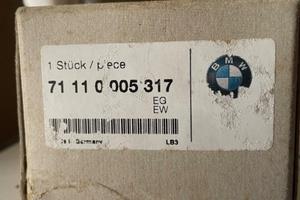 1 Stück / piece
71 11 0 005 317
EG
EW
Germany
LB3
BMW